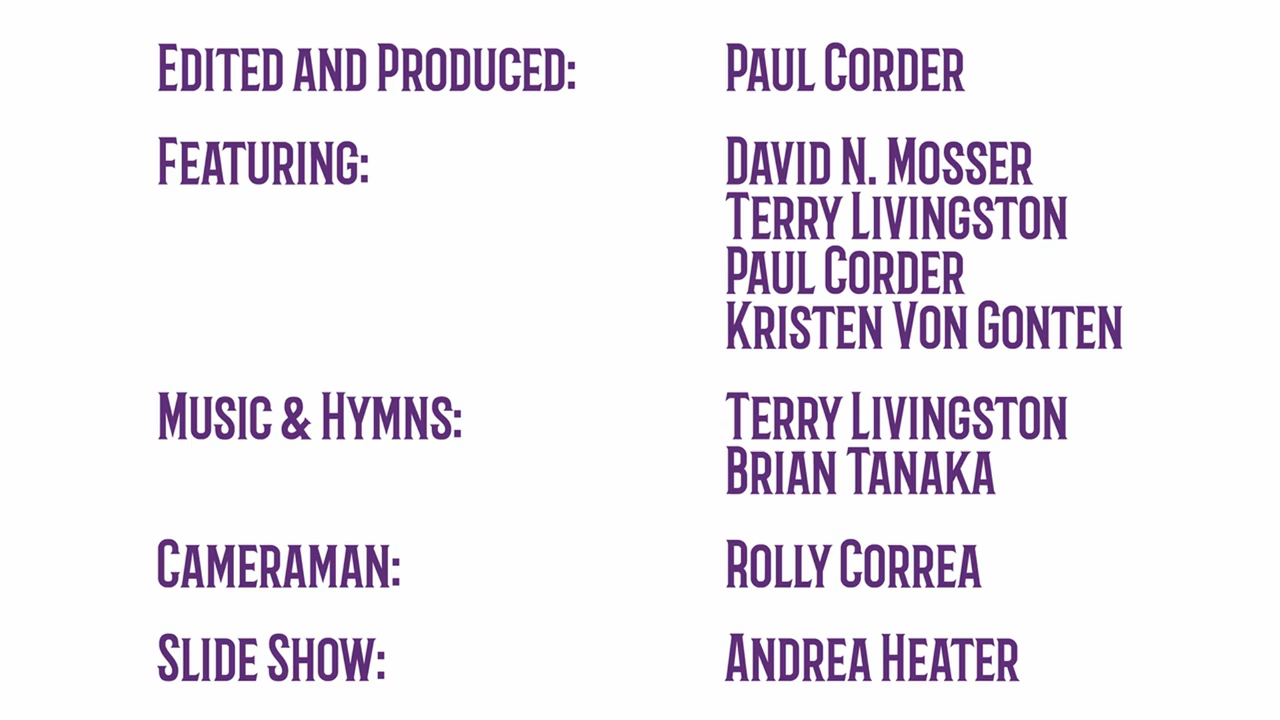 Edited and Produced: Paul Corder
Featuring: David N. Mosser
Terry Livingston
Paul Corder
Kristen Von Gonten
Music & Hymns: Terry Livingston
Brian Tanaka
Cameraman: Rolly Correa
Slide Show: Andrea Heater